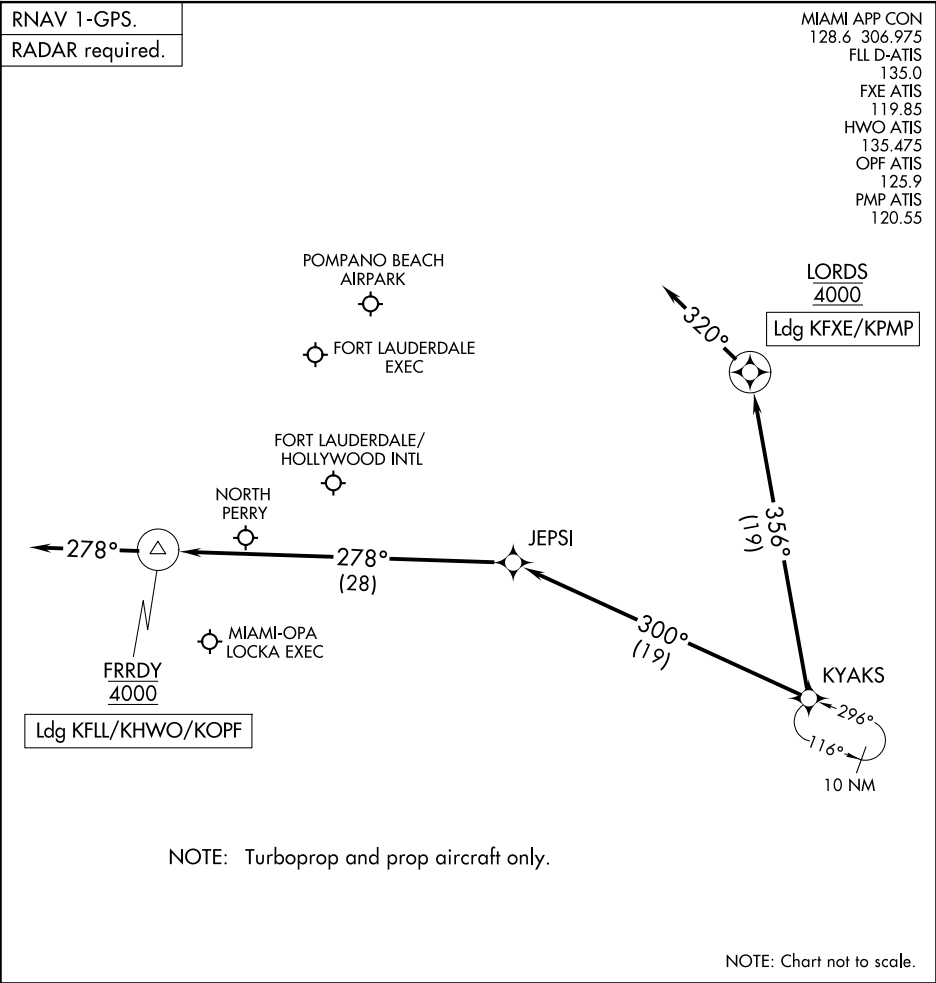 RNAV 1-GPS.
RADAR required.
MIAMI APP CON
128.6 306.975
FLL D-ATIS
135.0
FXE ATIS
119.85
HWO ATIS
135.475
OPF ATIS
125.9
PMP ATIS
120.55
POMPANO BEACH
AIRPARK
FORT LAUDERDALE
EXEC
LORDS
4000
Ldg KFXE/KPMP
320°
FORT LAUDERDALE/
HOLLYWOOD INTL
NORTH
PERRY
356°
(19)
JEPSI
278°
278°
(28)
MIAMI-OPA
LOCKA EXEC
300°
(19)
FRRDY
4000
Ldg KFLL/KHWO/KOPF
KYAKS
296°
116°
10 NM
NOTE: Turboprop and prop aircraft only.
NOTE: Chart not to scale.